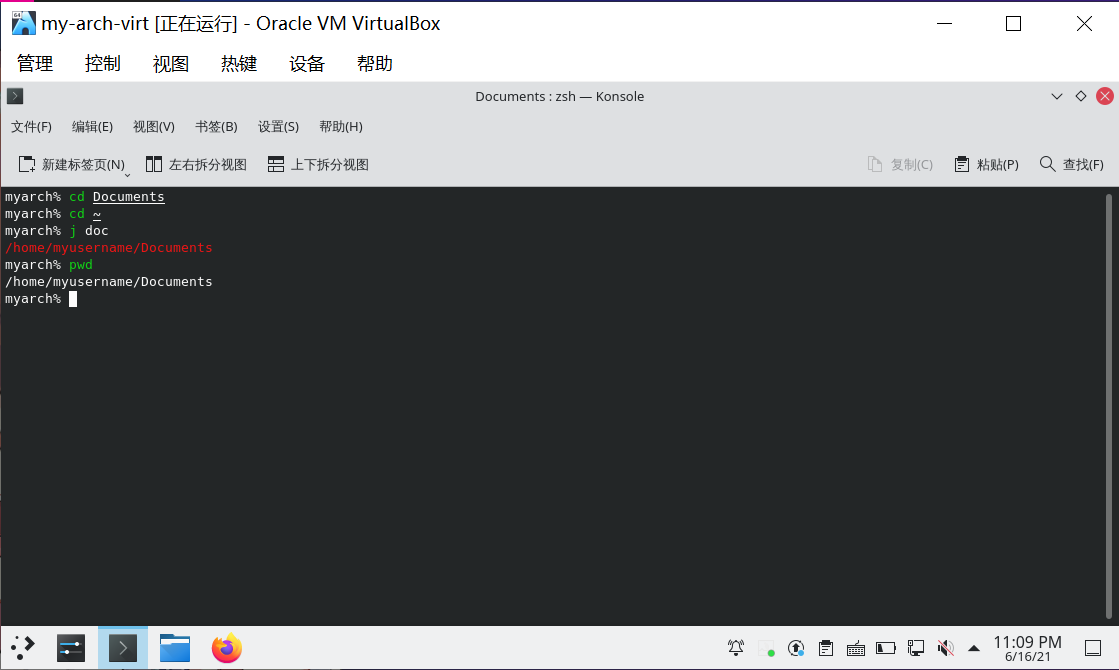 my-arch-virt [正在运行] - Oracle VM VirtualBox
管理 控制 视图 热键 设备 帮助
Documents : zsh — Konsole
文件(F) 编辑(E) 视图(V) 书签(B) 设置(S) 帮助(H)
新建标签页(N) 左右拆分视图 上下拆分视图 复制(C) 粘贴(P) 查找(F)
myarch% cd Documents
myarch% cd ~
myarch% j doc
/home/myusername/Documents
myarch% pwd
/home/myusername/Documents
myarch%
11:09 PM
6/16/21